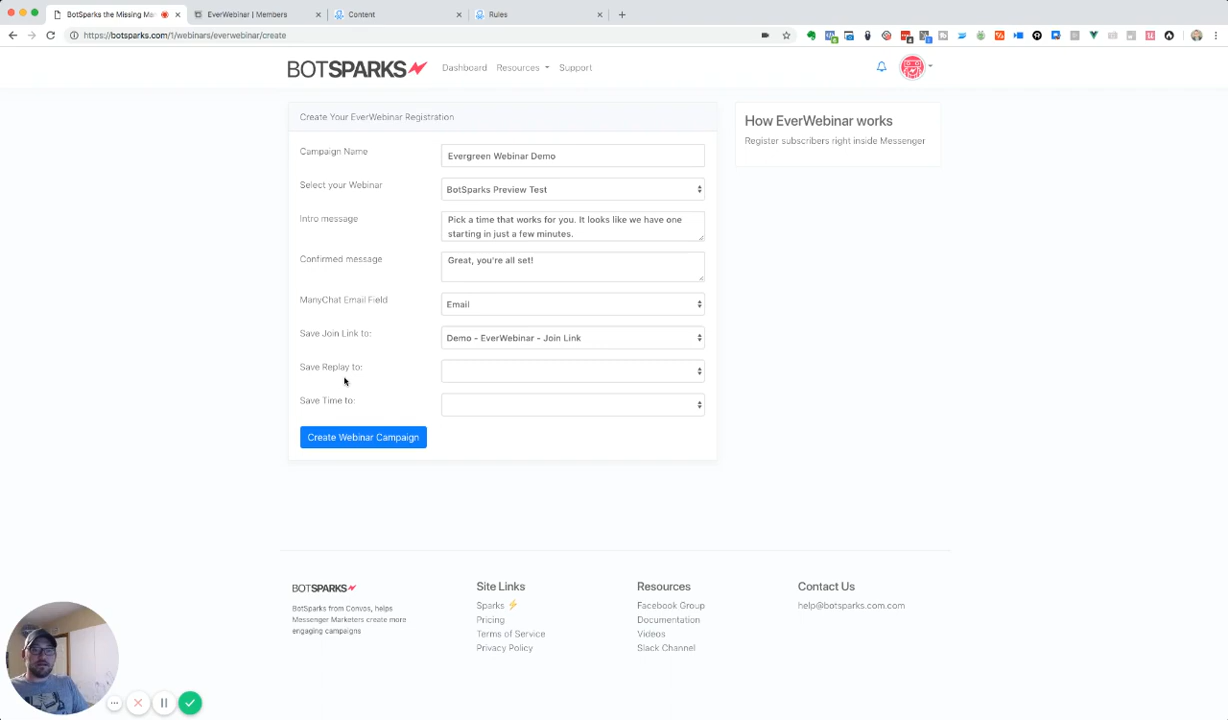 BotSparks the Missing Ma
EverWebinar | Members
Content
Rules
https://botsparks.com/1/webinars/everwebinar/create
BOTSPARKS
Dashboard
Resources
Support
Create Your EverWebinar Registration
Campaign Name
Evergreen Webinar Demo
Select your Webinar
BotSparks Preview Test
Intro message
Pick a time that works for you. It looks like we have one
starting in just a few minutes.
Confirmed message
Great, you're all set!
ManyChat Email Field
Email
Save Join Link to:
Demo - EverWebinar - Join Link
Save Replay to:
Save Time to:
Create Webinar Campaign
How EverWebinar works
Register subscribers right inside Messenger
BOTSPARKS
BotSparks from Convos, helps
Messenger Marketers create more
engaging campaigns
Site Links
Sparks ⚡
Pricing
Terms of Service
Privacy Policy
Resources
Facebook Group
Documentation
Videos
Slack Channel
Contact Us
help@botsparks.com.com